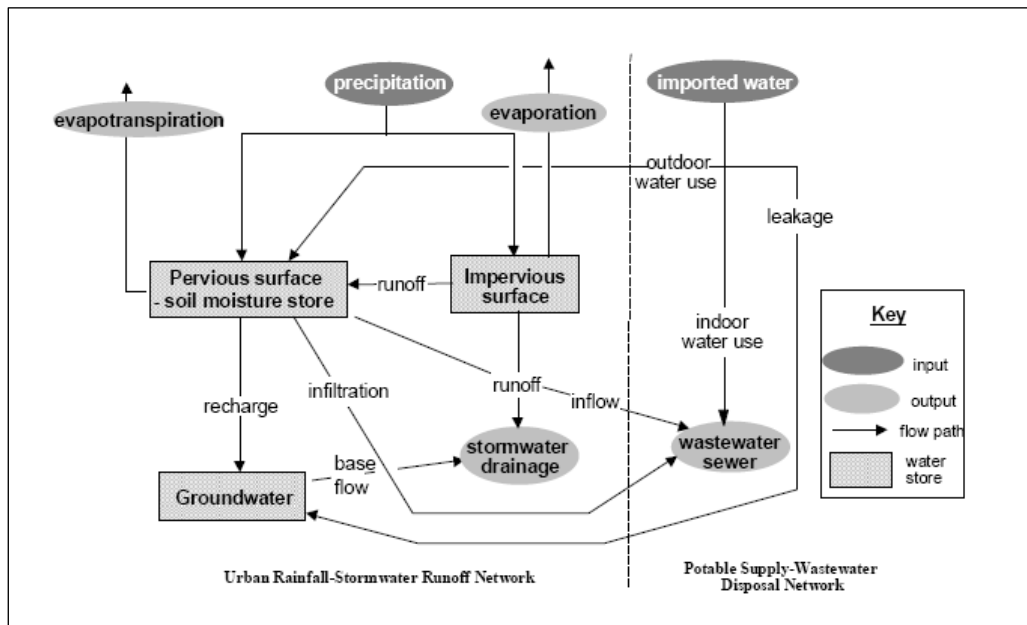 precipitation
imported water
evapotranspiration
evaporation
outdoor
water use
leakage
Pervious surface
- soil moisture store
runoff
Impervious
surface
Key
input
output
flow path
water
store
indoor
water use
infiltration
runoff
inflow
recharge
stormwater
drainage
wastewater
sewer
base
flow
Groundwater
Urban Rainfall-Stormwater Runoff Network
Potable Supply-Wastewater
Disposal Network